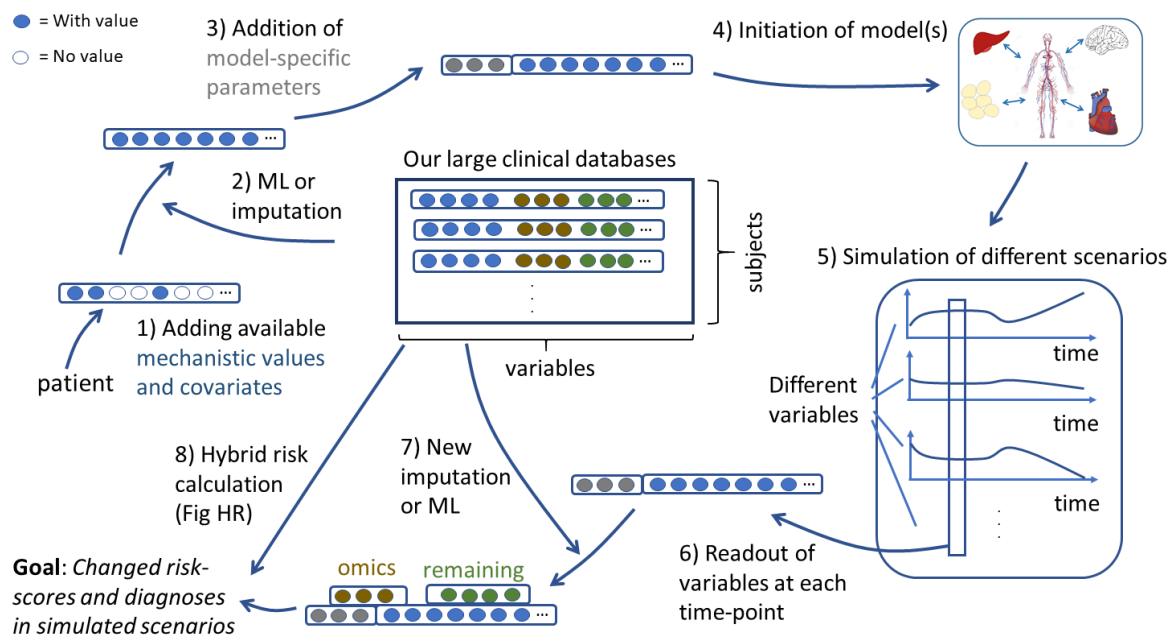 = With value
= No value
3) Addition of
model-specific
parameters
...
4) Initiation of model(s)
...
2) ML or
imputation
Our large clinical databases
...
...
...
subjects
variables
...
patient
1) Adding available
mechanistic values
and covariates
5) Simulation of different scenarios
time
time
time
Different
variables
8) Hybrid risk
calculation
(Fig HR)
7) New
imputation
or ML
...
6) Readout of
variables at each
time-point
Goal: Changed risk-
scores and diagnoses
in simulated scenarios
omics
remaining
...